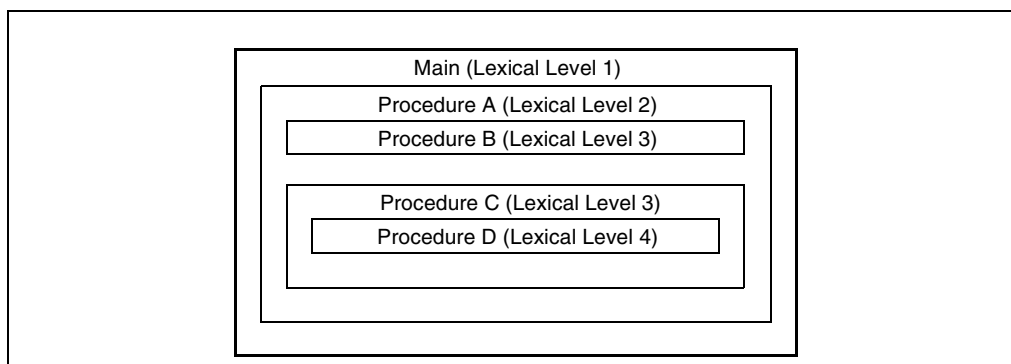 Main (Lexical Level 1)
Procedure A (Lexical Level 2)
Procedure B (Lexical Level 3)
Procedure C (Lexical Level 3)
Procedure D (Lexical Level 4)